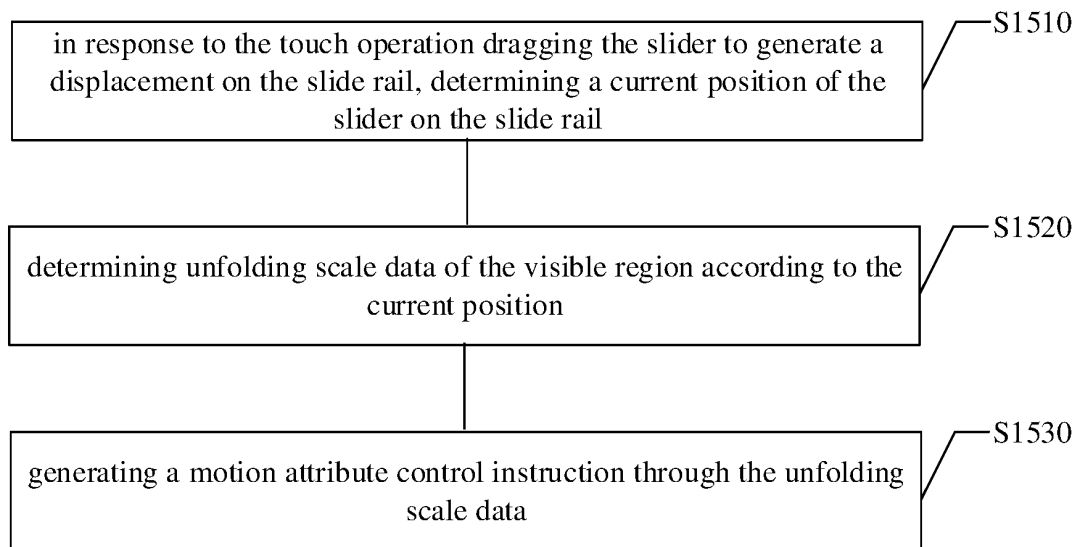 S1510
in response to the touch operation dragging the slider to generate a
displacement on the slide rail, determining a current position of the
slider on the slide rail
S1520
determining unfolding scale data of the visible region according to the
current position
S1530
generating a motion attribute control instruction through the unfolding
scale data